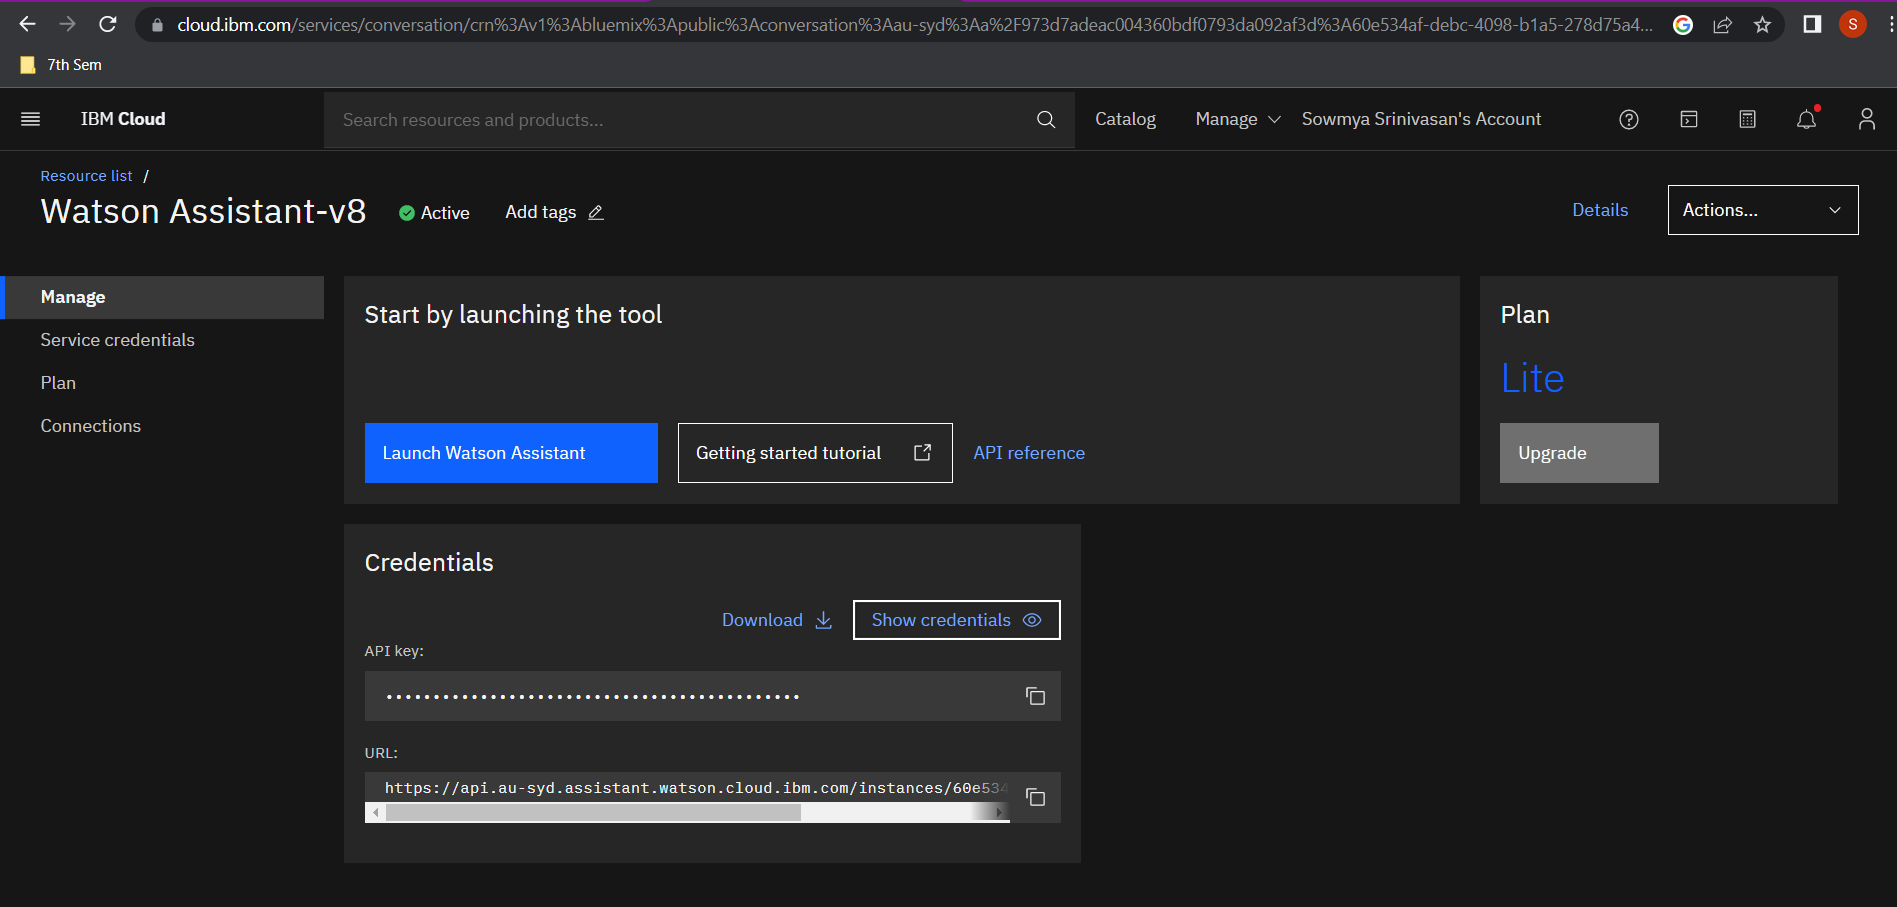 cloud.ibm.com/services/conversation/crn%3Av1%3Abluemix%3Apublic%3Aconversation%3Aau-syd%3Aa%2F973d7adeac004360bdf0793da092af3d%3A60e534af-debc-4098-b1a5-278d75a4...
S
7th Sem
IBM Cloud
Search resources and products...
Catalog
Manage
Sowmya Srinivasan's Account
Resource list /
Watson Assistant-v8
Active
Add tags
Details
Actions...
Manage
Service credentials
Plan
Connections
Start by launching the tool
Launch Watson Assistant
Getting started tutorial
API reference
Plan
Lite
Upgrade
Credentials
Download
Show credentials
API key:
••••••••••••••••••••••••••••••••••••••••••••
URL:
https://api.au-syd.assistant.watson.cloud.ibm.com/instances/60e534